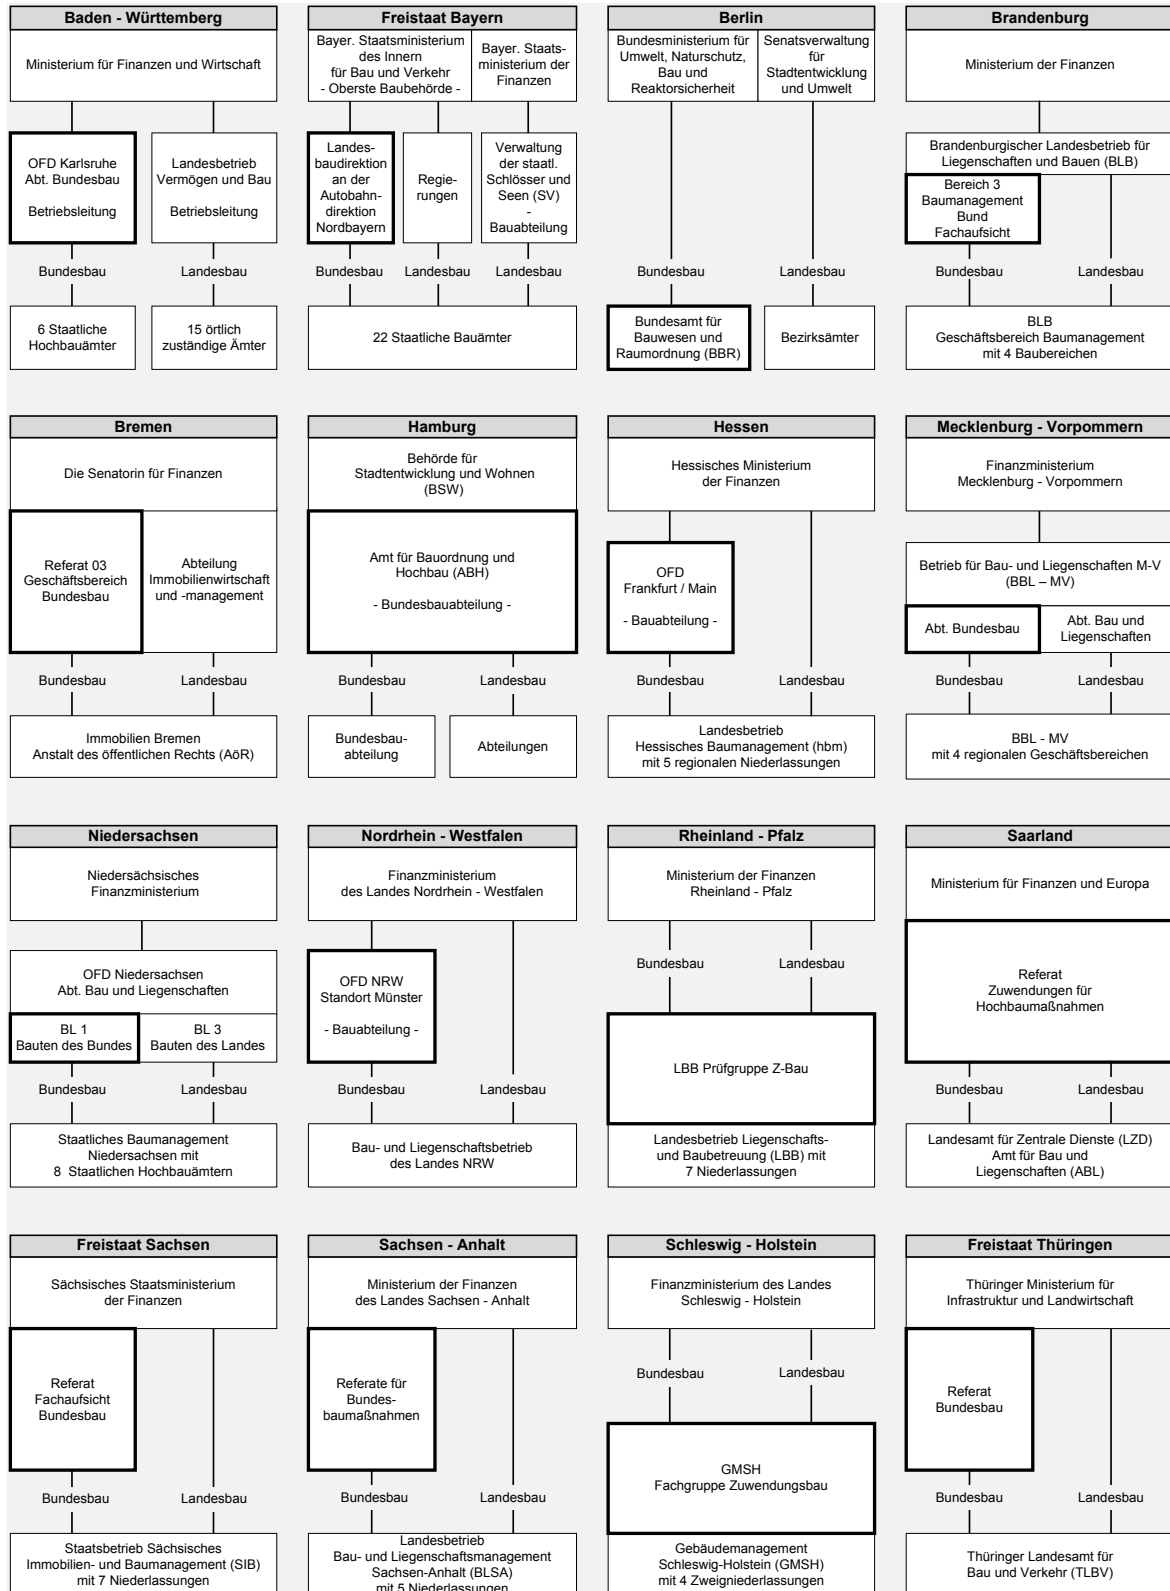 Baden - Württemberg
Ministerium für Finanzen und Wirtschaft
OFD Karlsruhe
Abt. Bundesbau
Betriebsleitung
Landesbetrieb
Vermögen und Bau
Betriebsleitung
Bundesbau
Landesbau
6 Staatliche
Hochbauämter
15 örtlich
zuständige Ämter
Freistaat Bayern
Bayer. Staatsministerium
des Innern
für Bau und Verkehr
- Oberste Baubehörde -
Bayer. Staats-
ministerium der
Finanzen
Landes-
baudirektion
an der
Autobahn-
direktion
Nordbayern
Regie-
rungen
Verwaltung
der staatl.
Schlösser und
Seen (SV)
-
Bauabteilung
Bundesbau
Landesbau
Landesbau
22 Staatliche Bauämter
Berlin
Bundesministerium für
Umwelt, Naturschutz,
Bau und
Reaktorsicherheit
Senatsverwaltung
für
Stadtentwicklung
und Umwelt
Bundesbau
Landesbau
Bundesamt für
Bauwesen und
Raumordnung (BBR)
Bezirksämter
Brandenburg
Ministerium der Finanzen
Brandenburgischer Landesbetrieb für
Liegenschaften und Bauen (BLB)
Bereich 3
Baumanagement
Bund
Fachaufsicht
Bundesbau
Landesbau
BLB
Geschäftsbereich Baumanagement
mit 4 Baubereichen
Bremen
Die Senatorin für Finanzen
Referat 03
Geschäftsbereich
Bundesbau
Abteilung
Immobilienwirtschaft
und -management
Bundesbau
Landesbau
Immobilien Bremen
Anstalt des öffentlichen Rechts (AöR)
Hamburg
Behörde für
Stadtentwicklung und Wohnen
(BSW)
Amt für Bauordnung und
Hochbau (ABH)
- Bundesbauabteilung -
Bundesbau
Landesbau
Bundesbau-
abteilung
Abteilungen
Hessen
Hessisches Ministerium
der Finanzen
OFD
Frankfurt / Main
- Bauabteilung -
Bundesbau
Landesbau
Landesbetrieb
Hessisches Baumanagement (hbm)
mit 5 regionalen Niederlassungen
Mecklenburg - Vorpommern
Finanzministerium
Mecklenburg - Vorpommern
Betrieb für Bau- und Liegenschaften M-V
(BBL – MV)
Abt. Bundesbau
Abt. Bau und
Liegenschaften
Bundesbau
Landesbau
BBL - MV
mit 4 regionalen Geschäftsbereichen
Niedersachsen
Niedersächsisches
Finanzministerium
OFD Niedersachsen
Abt. Bau und Liegenschaften
BL 1
Bauten des Bundes
BL 3
Bauten des Landes
Bundesbau
Landesbau
Staatliches Baumanagement
Niedersachsen mit
8 Staatlichen Hochbauämtern
Nordrhein - Westfalen
Finanzministerium
des Landes Nordrhein - Westfalen
OFD NRW
Standort Münster
- Bauabteilung -
Bundesbau
Landesbau
Bau- und Liegenschaftsbetrieb
des Landes NRW
Rheinland - Pfalz
Ministerium der Finanzen
Rheinland - Pfalz
Bundesbau
Landesbau
LBB Prüfgruppe Z-Bau
Landesbetrieb Liegenschafts-
und Baubetreuung (LBB) mit
7 Niederlassungen
Saarland
Ministerium für Finanzen und Europa
Referat
Zuwendungen für
Hochbaumaßnahmen
Bundesbau
Landesbau
Landesamt für Zentrale Dienste (LZD)
Amt für Bau und
Liegenschaften (ABL)
Freistaat Sachsen
Sächsisches Staatsministerium
der Finanzen
Referat
Fachaufsicht
Bundesbau
Bundesbau
Landesbau
Staatsbetrieb Sächsisches
Immobilien- und Baumanagement (SIB)
mit 7 Niederlassungen
Sachsen - Anhalt
Ministerium der Finanzen
des Landes Sachsen - Anhalt
Referate für
Bundes-
baumaßnahmen
Bundesbau
Landesbau
Landesbetrieb
Bau- und Liegenschaftsmanagement
Sachsen-Anhalt (BLSA)
mit 5 Niederlassungen
Schleswig - Holstein
Finanzministerium des Landes
Schleswig - Holstein
Bundesbau
Landesbau
GMSH
Fachgruppe Zuwendungsbau
Gebäudemanagement
Schleswig-Holstein (GMSH)
mit 4 Zweigniederlassungen
Freistaat Thüringen
Thüringer Ministerium für
Infrastruktur und Landwirtschaft
Referat
Bundesbau
Bundesbau
Landesbau
Thüringer Landesamt für
Bau und Verkehr (TLBV)